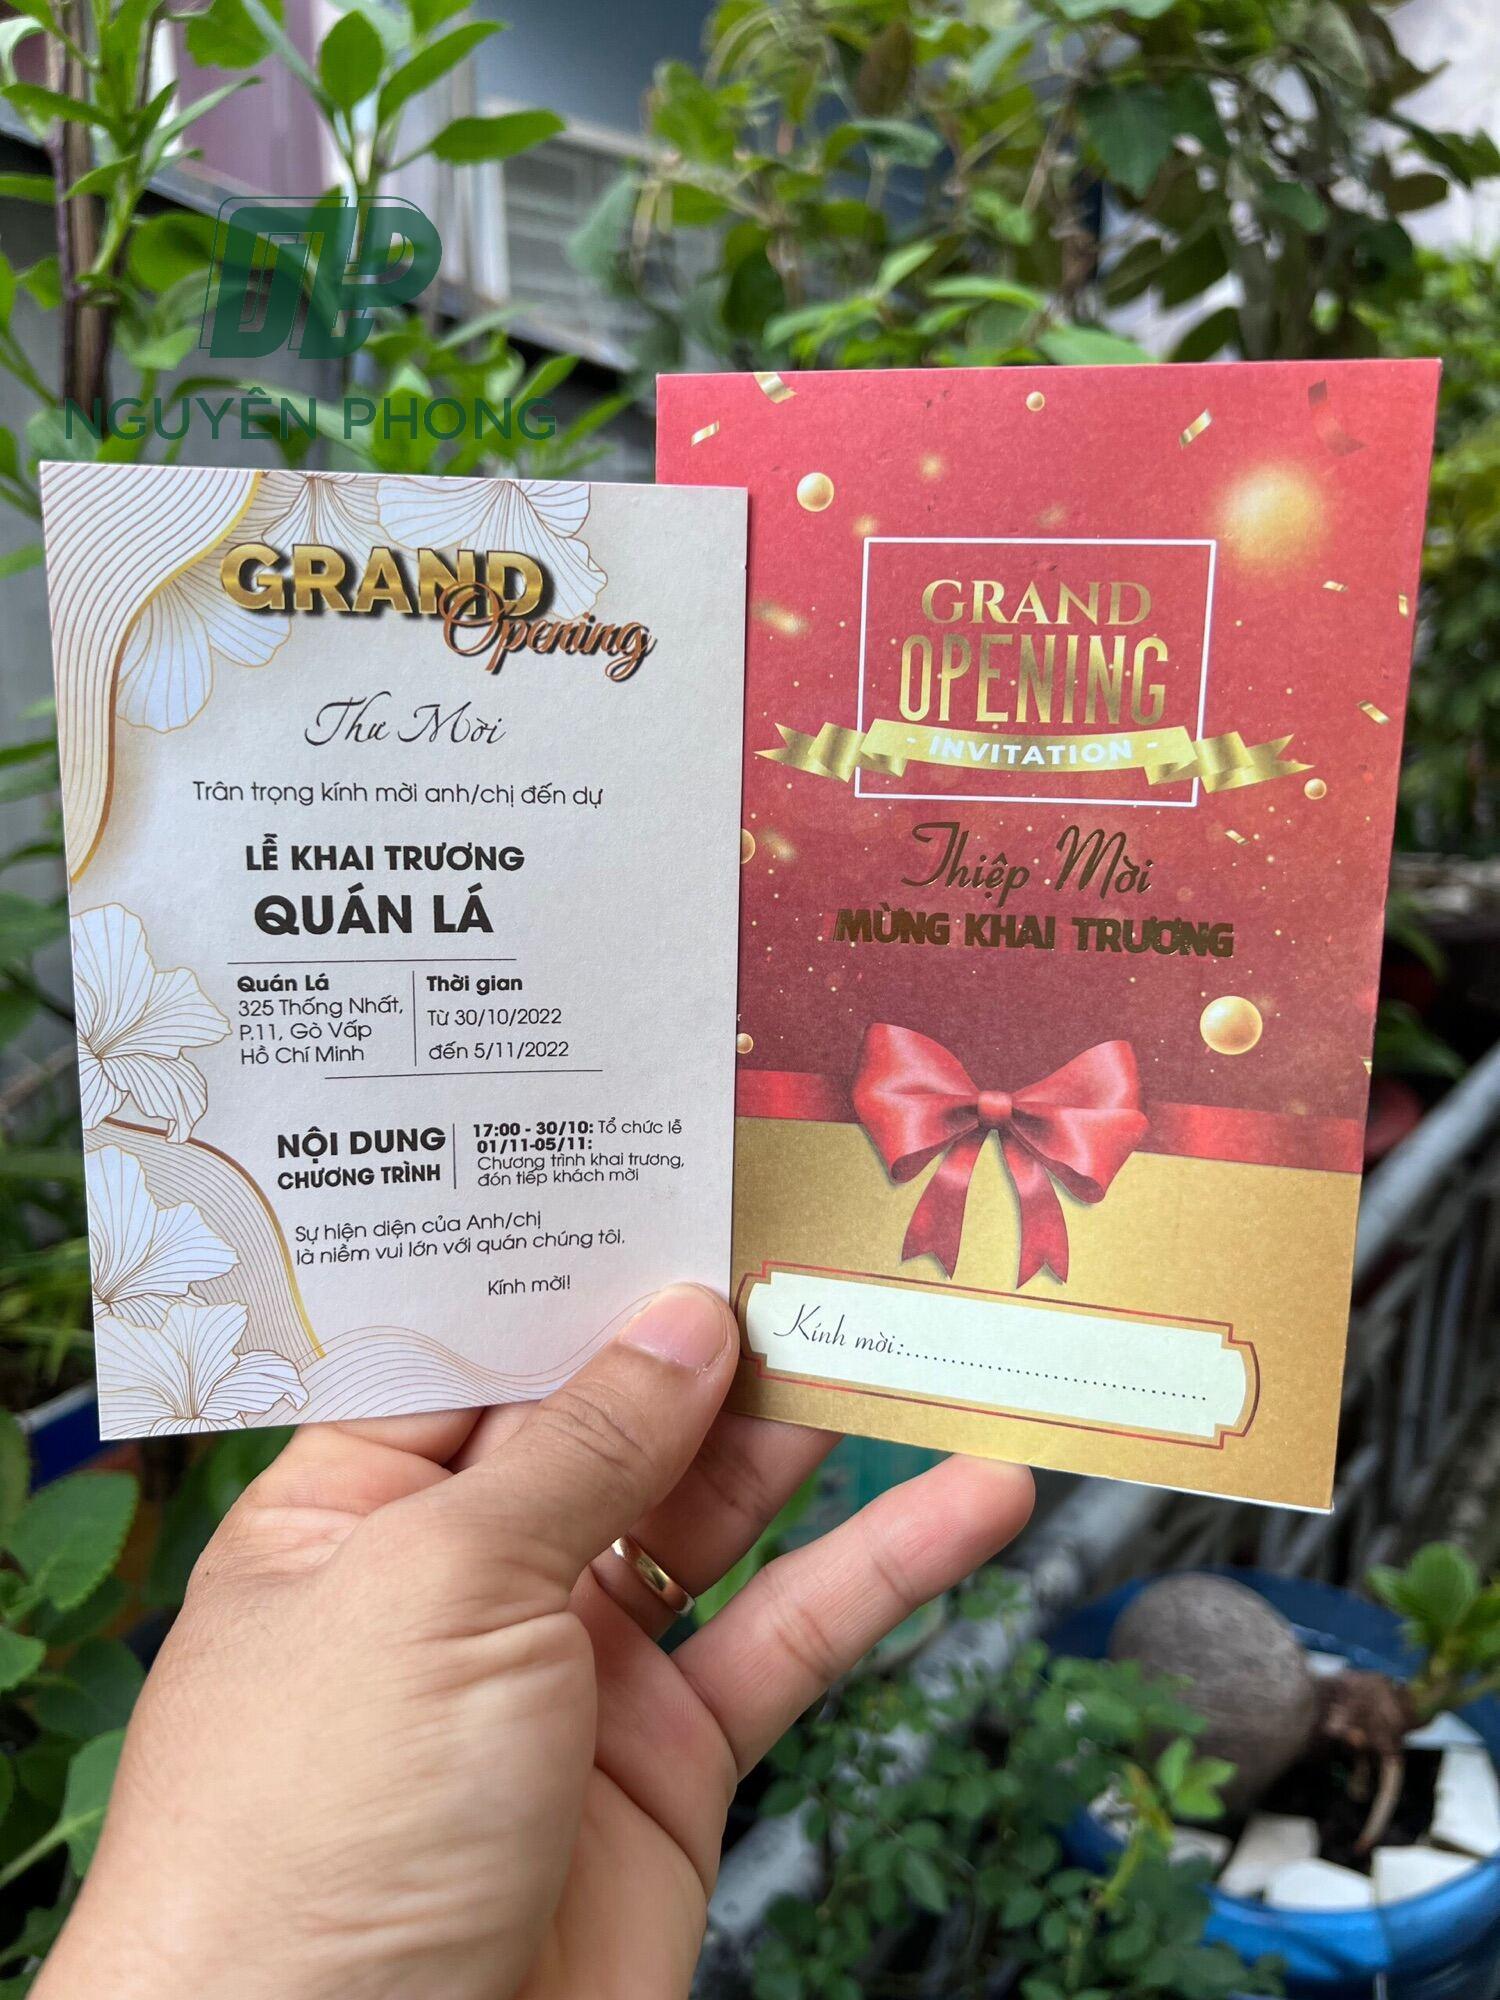 NGUYÊN PHONG
GRAND
Opening
Thư Mời
Trân trọng kính mời anh/chị đến dự
LỄ KHAI TRƯƠNG
QUÁN LÁ
Quán Lá
325 Thống Nhất,
P.11, Gò Vấp
Hồ Chí Minh
Thời gian
Từ 30/10/2022
đến 5/11/2022
NỘI DUNG
CHƯƠNG TRÌNH
17:00 - 30/10: Tổ chức lễ
01/11-05/11:
Chương trình khai trương,
đón tiếp khách mời
Sự hiện diện của Anh/chị
là niềm vui lớn với quán chúng tôi.
Kính mời!
GRAND
OPENING
- INVITATION -
Thiệp Mời
MỪNG KHAI TRƯƠNG
Kính mời:........................................